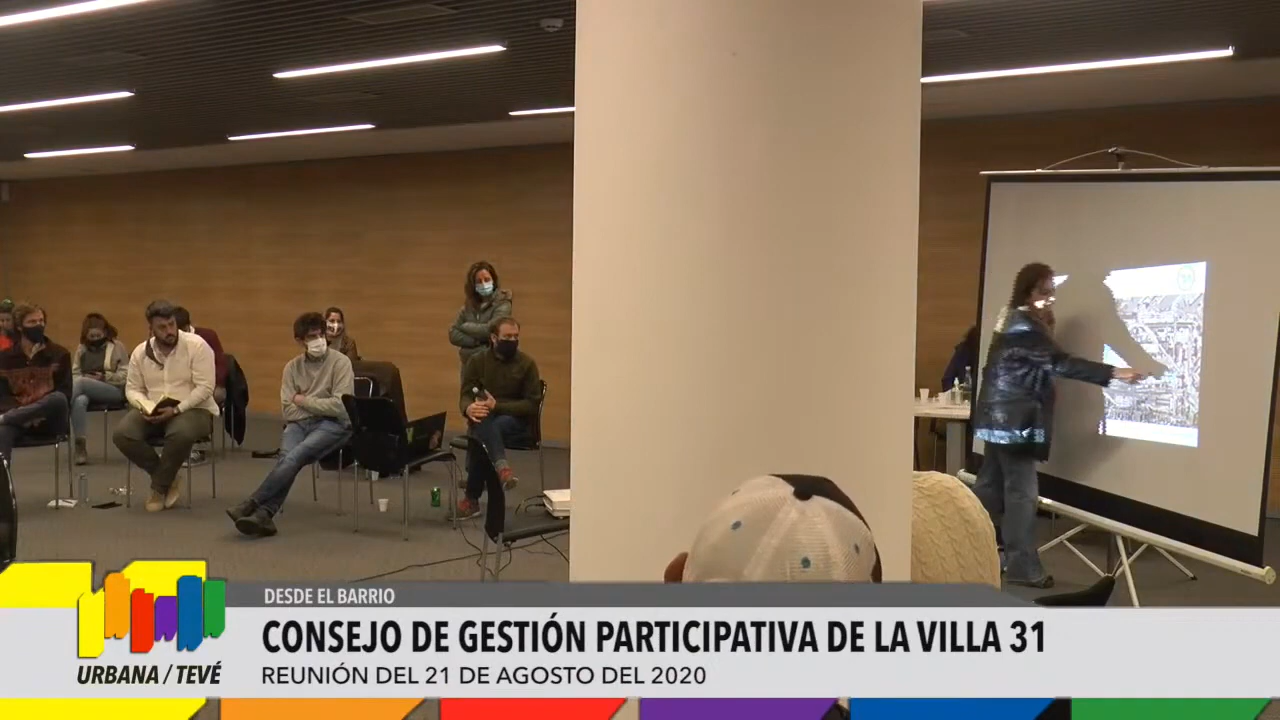 DESDE EL BARRIO
CONSEJO DE GESTIÓN PARTICIPATIVA DE LA VILLA 31
REUNIÓN DEL 21 DE AGOSTO DEL 2020
URBANA / TEVÉ